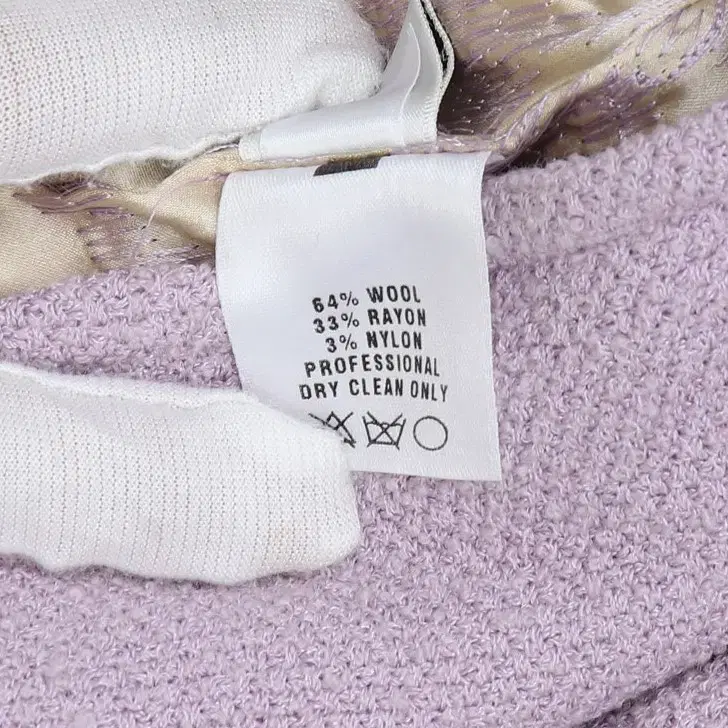 64% WOOL
33% RAYON
3% NYLON
PROFESSIONAL
DRY CLEAN ONLY